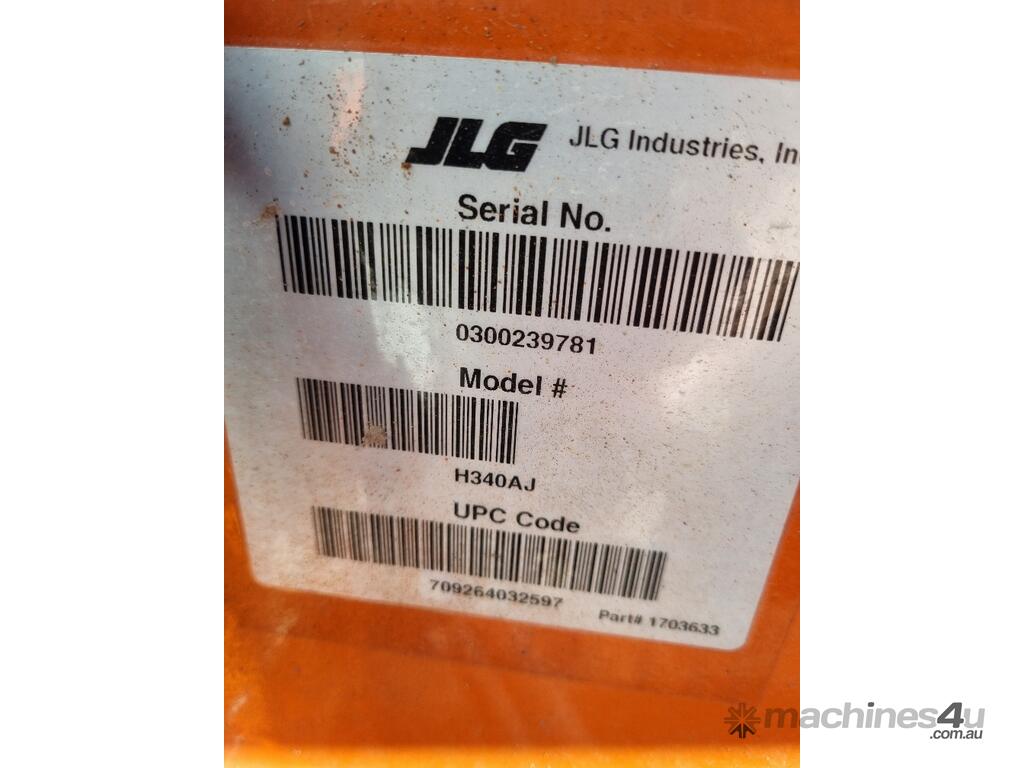 JLG JLG Industries, In
Serial No.
0300239781
Model #
H340AJ
UPC Code
709264032597
Part# 1703633
machines4u
.com.au